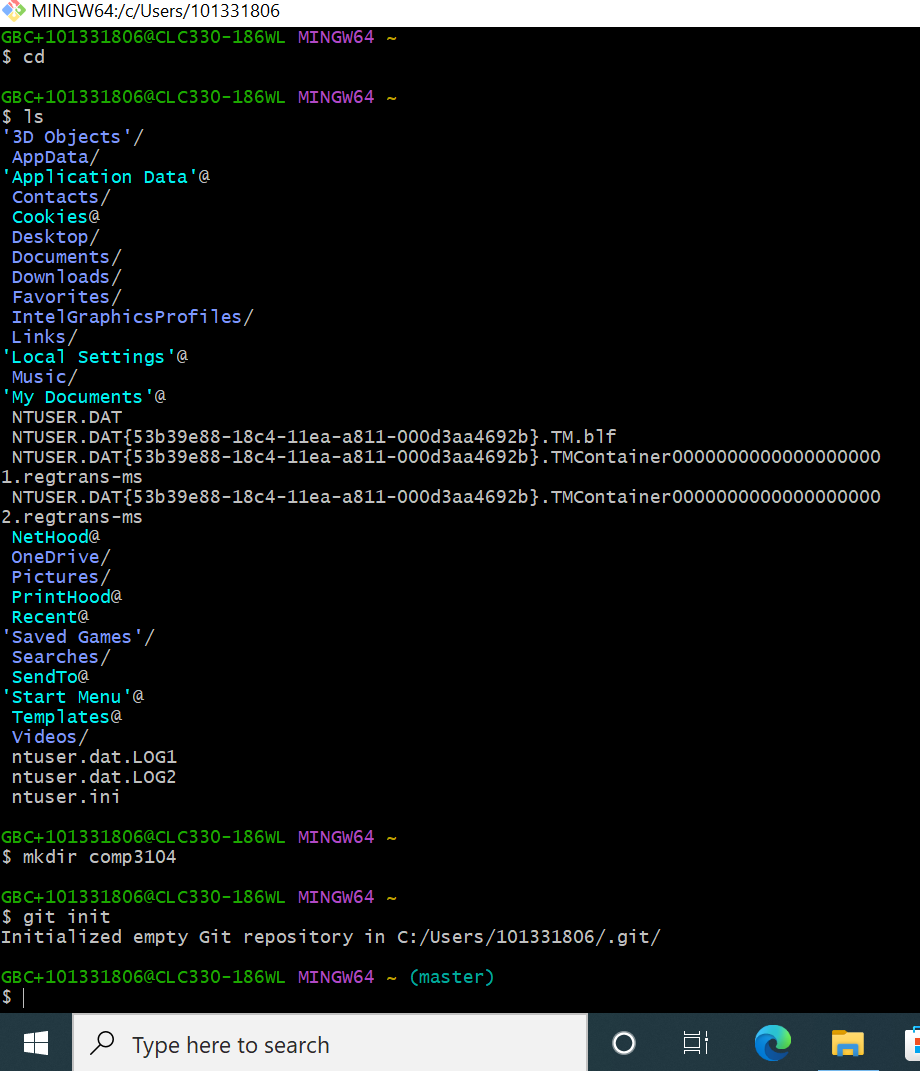 MINGW64:/c/Users/101331806
GBC+101331806@CLC330-186WL MINGW64 ~
$ cd
GBC+101331806@CLC330-186WL MINGW64 ~
$ ls
'3D Objects'/
AppData/
'Application Data'@
Contacts/
Cookies@
Desktop/
Documents/
Downloads/
Favorites/
IntelGraphicsProfiles/
Links/
'Local Settings'@
Music/
'My Documents'@
NTUSER.DAT
NTUSER.DAT{53b39e88-18c4-11ea-a811-000d3aa4692b}.TM.blf
NTUSER.DAT{53b39e88-18c4-11ea-a811-000d3aa4692b}.TMContainer0000000000000000000
1.regtrans-ms
NTUSER.DAT{53b39e88-18c4-11ea-a811-000d3aa4692b}.TMContainer0000000000000000000
2.regtrans-ms
NetHood@
OneDrive/
Pictures/
PrintHood@
Recent@
'Saved Games'/
Searches/
SendTo@
'Start Menu'@
Templates@
Videos/
ntuser.dat.LOG1
ntuser.dat.LOG2
ntuser.ini
GBC+101331806@CLC330-186WL MINGW64 ~
$ mkdir comp3104
GBC+101331806@CLC330-186WL MINGW64 ~
$ git init
Initialized empty Git repository in C:/Users/101331806/.git/
GBC+101331806@CLC330-186WL MINGW64 ~ (master)
$
Type here to search